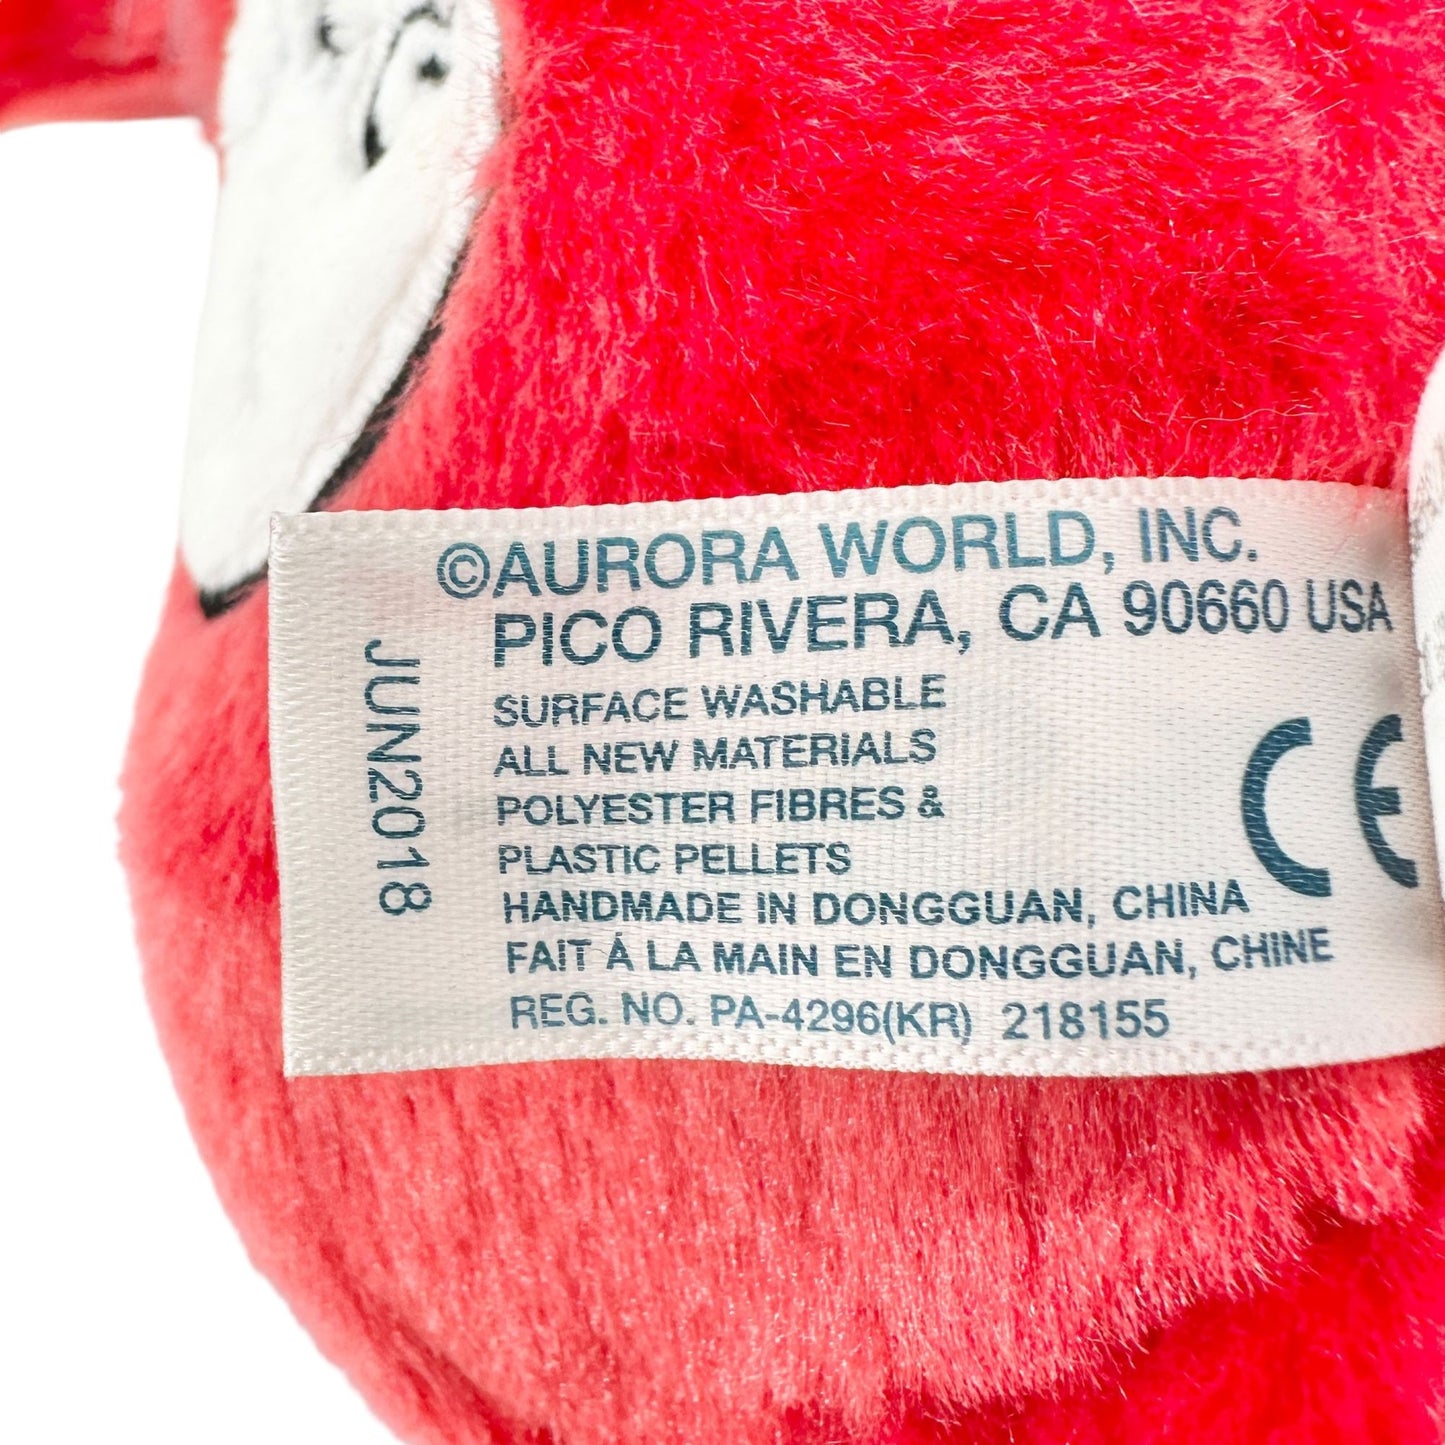 ©AURORA WORLD, INC.
PICO RIVERA, CA 90660 USA
SURFACE WASHABLE
ALL NEW MATERIALS
POLYESTER FIBRES &
PLASTIC PELLETS
HANDMADE IN DONGGUAN, CHINA
FAIT À LA MAIN EN DONGGUAN, CHINE
REG. NO. PA-4296(KR) 218155
JUN2018
CE